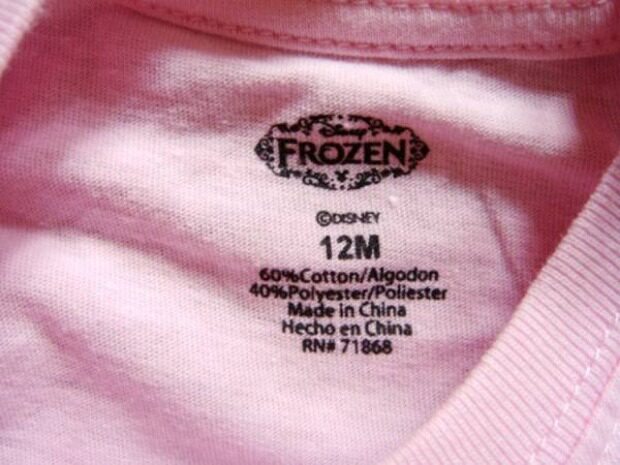 Disney
FROZEN
©DISNEY
12M
60%Cotton/Algodon
40%Polyester/Poliester
Made in China
Hecho en China
RN# 71868